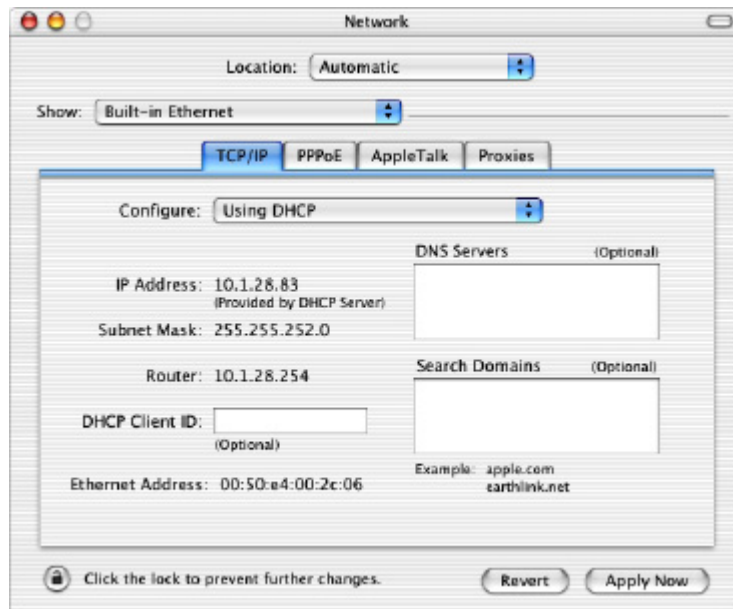 Network
Location: Automatic
Show: Built-in Ethernet
TCP/IP PPPoE AppleTalk Proxies
Configure: Using DHCP
DNS Servers (Optional)
IP Address: 10.1.28.83
(Provided by DHCP Server)
Subnet Mask: 255.255.252.0
Router: 10.1.28.254
Search Domains (Optional)
DHCP Client ID:
(Optional)
Example: apple.com
earthlink.net
Ethernet Address: 00:50:e4:00:2c:06
Click the lock to prevent further changes.
Revert Apply Now